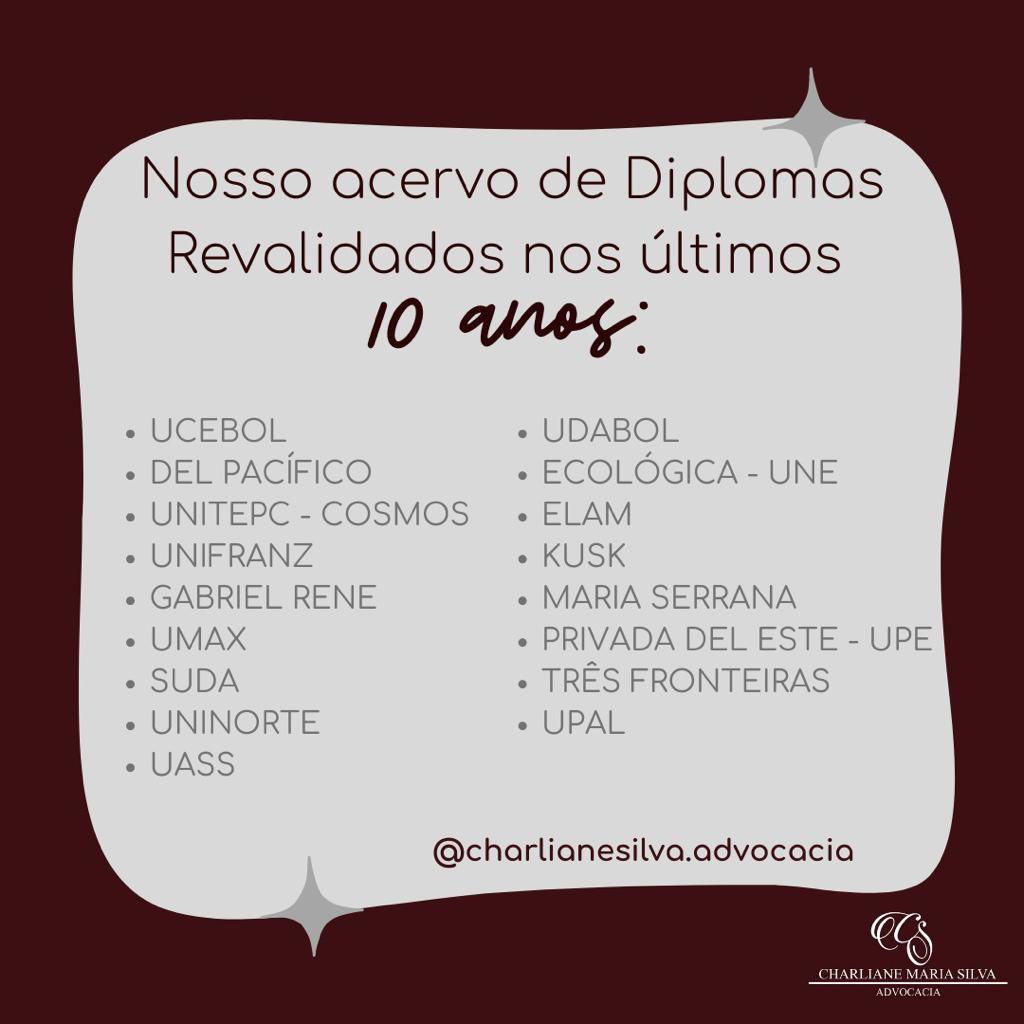 Nosso acervo de Diplomas
Revalidados nos últimos
10 anos:
• UCEBOL
• DEL PACÍFICO
• UNITEPC - COSMOS
• UNIFRANZ
• GABRIEL RENE
• UMAX
• SUDA
• UNINORTE
• UASS
• UDABOL
• ECOLÓGICA - UNE
• ELAM
• KUSK
• MARIA SERRANA
• PRIVADA DEL ESTE - UPE
• TRÊS FRONTEIRAS
• UPAL
@charlianesilva.advocacia
CS
CHARLIANE MARIA SILVA
ADVOCACIA